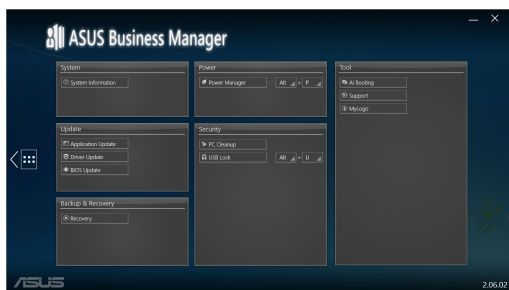 ASUS Business Manager
System
System Information
Power
Power Manager
Alt + P
Tool
Ai Booting
Support
MyLogo
Update
Application Update
Driver Update
BIOS Update
Security
PC Cleanup
USB Lock
Alt + U
Backup & Recovery
Recovery
ASUS
2.06.02